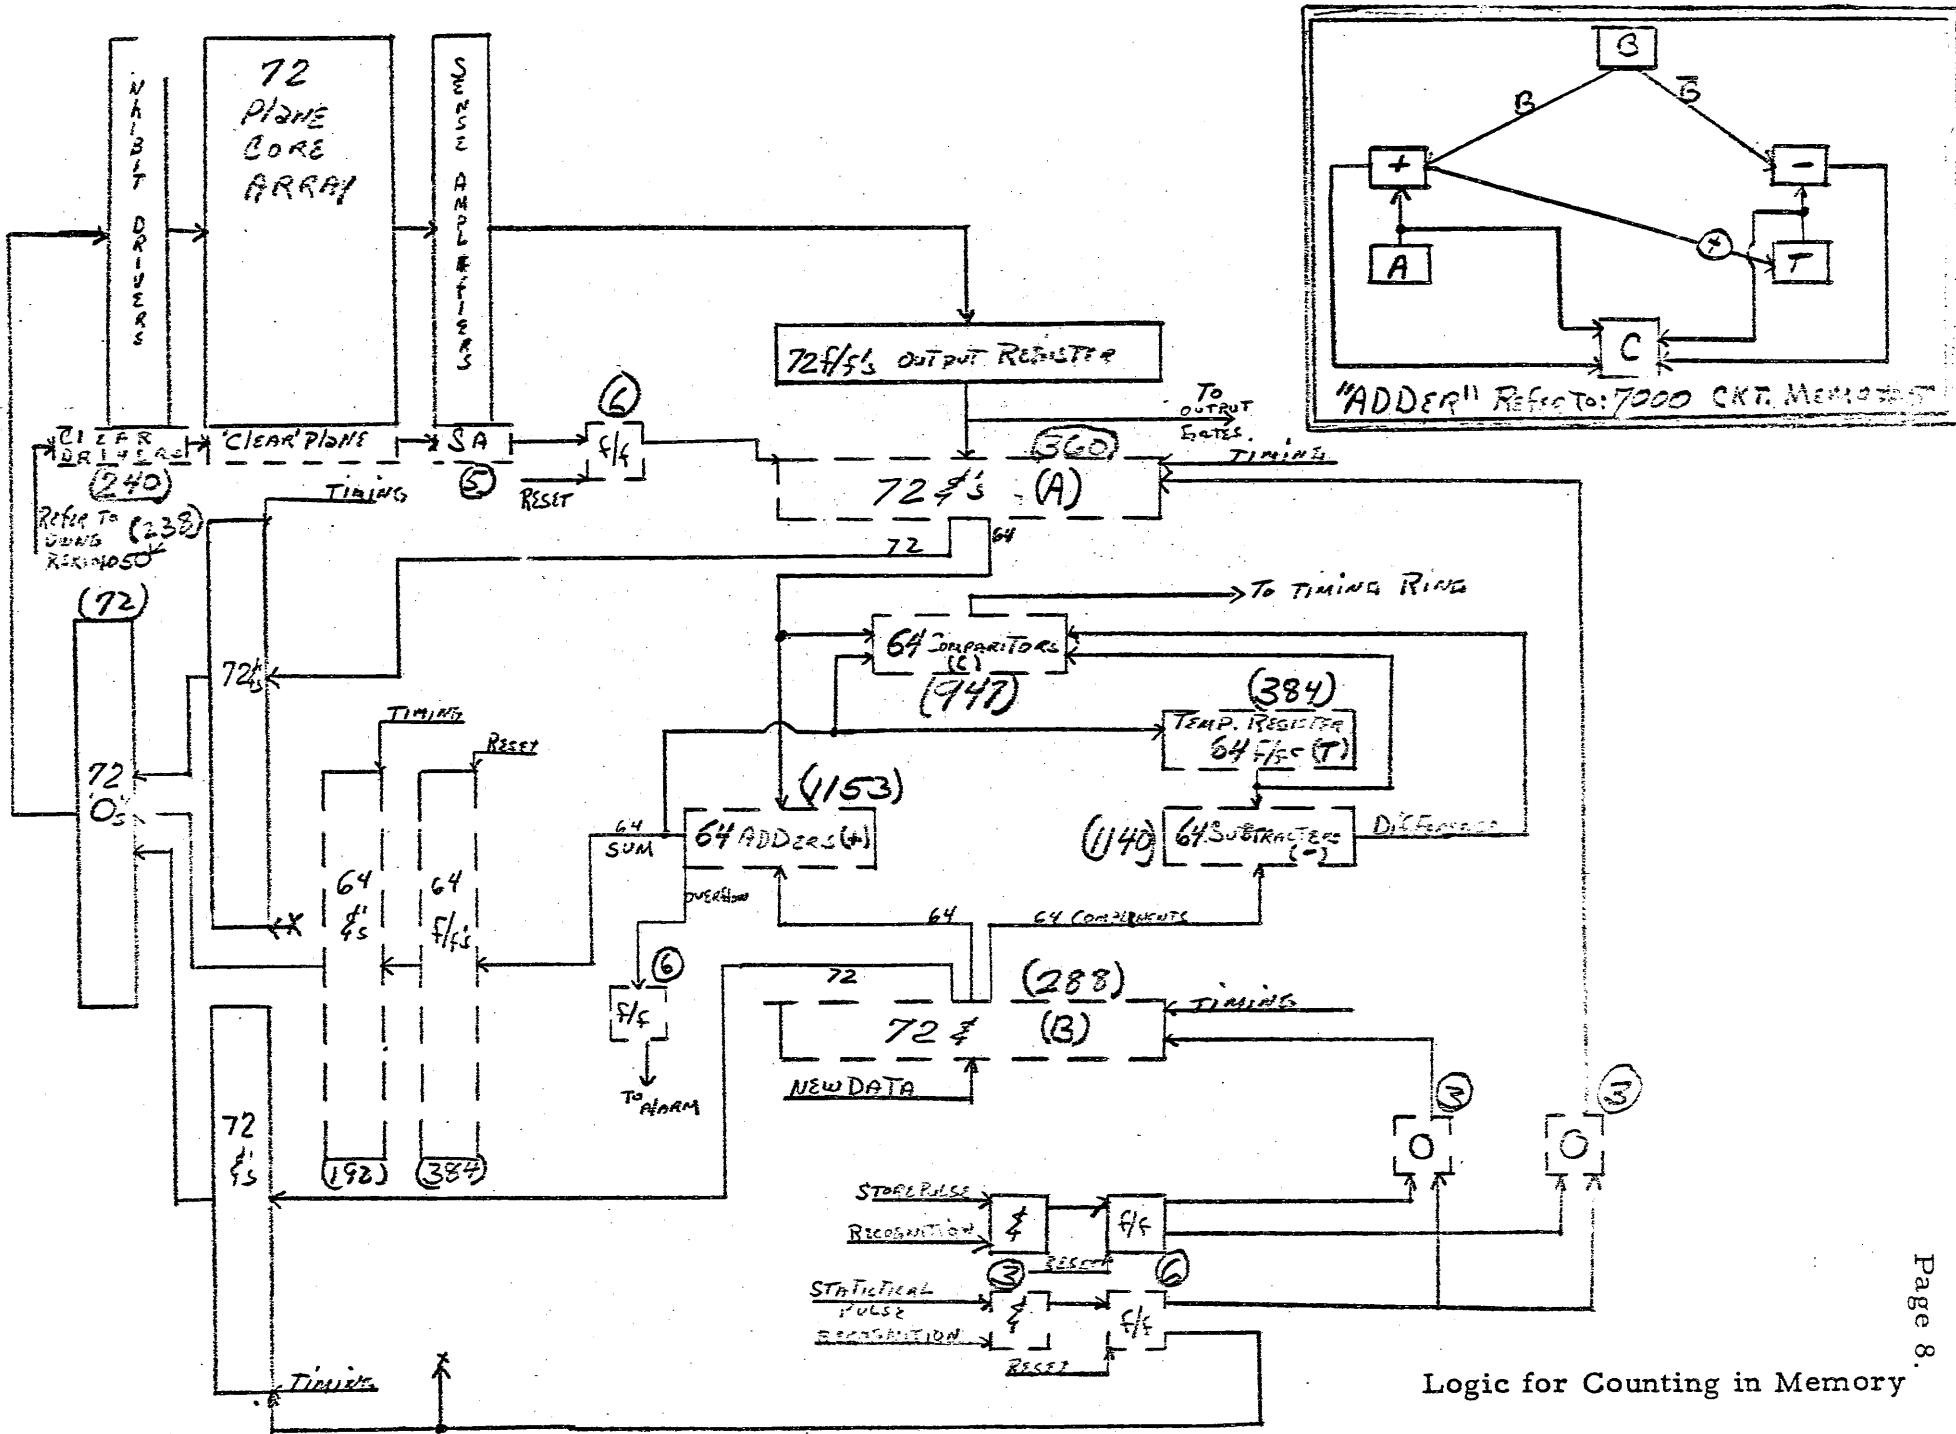 INHIBIT DRIVERS
72
PLANE
CORE
ARRAY
SENSE AMPLIFIERS
B
B
B̅
+
-
A
+
T
C
"ADDER" Refer To: 7000 CKT.
72 f/f's OUTPUT REGISTER
TO
OUTPUT
GATES
CLEAR
DRIVERS
'CLEAR' PLANE
SA
(6)
f/f
(240)
(5)
RESET
(360)
TIMING
72 &'s (A)
TIMING
REFER TO
(238)
72
64
TO TIMING RING
(72)
64 COMPARITORS
(C)
(947)
72 &'s
(384)
TEMP. REGISTER
64 F/FS (T)
TIMING
RESET
72
'O's
(1153)
64
SUM
64 ADDERS (+)
(1140)
64 SUBTRACTERS
(-)
DIFFERENCE
64
&'s
64
f/f's
OVERFLOW
X
64
64 COMPLEMENTS
(6)
72
(288)
TIMING
f/f
72 & (B)
TO ALARM
NEW DATA
(3)
(3)
72
&'s
O
O
(192)
(384)
STORE PULSE
RECOGNITION
&
f/f
RESET
(3)
(6)
STATISTICAL
PULSE
RECOGNITION
&
f/f
RESET
X
TIMING
Logic for Counting in Memory
Page 8.